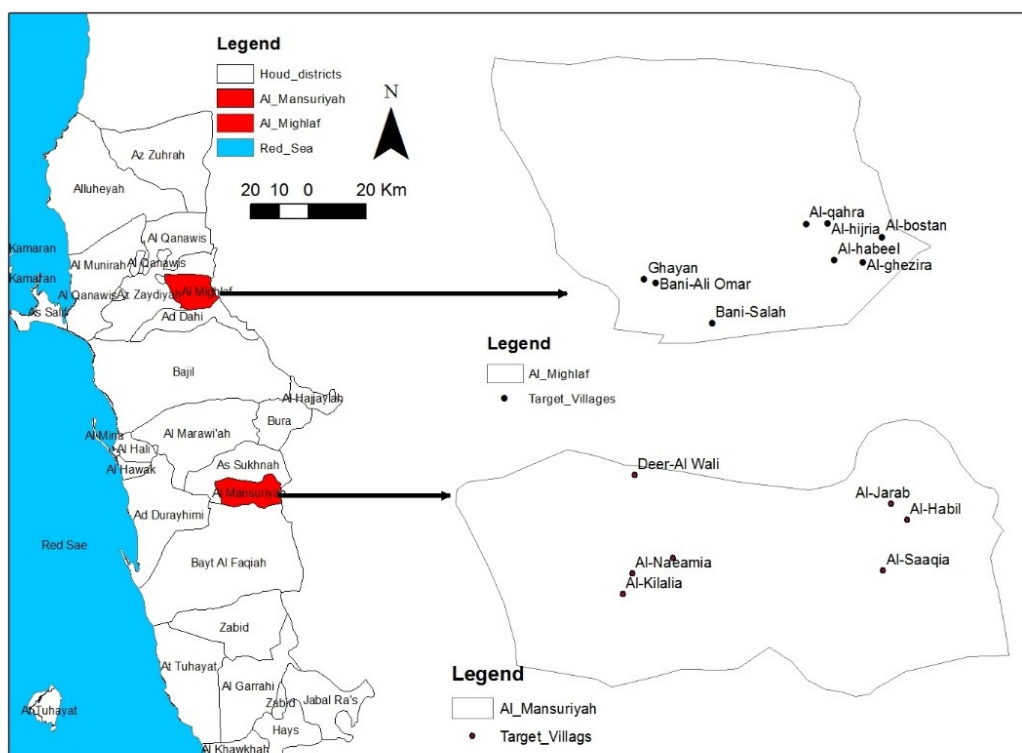 Legend
Houd_districts
Al_Mansuriyah
Al_Mighlaf
Red_Sea
N
20 10 0 20 Km
Az Zuhrah
Alluheyah
Al Qanawis
Kamaran
Al Munirah
Al Qanawis
Kamaran
Al Qanawis
Az Zaydiyah
Al Mighlaf
As Salif
Ad Dahi
Bajil
Al Hajjaylah
Bura
Al Mina
Al Marawi'ah
Al Hali
Al Hawak
As Sukhnah
Al Mansuriyah
Ad Durayhimi
Red Sae
Bayt Al Faqiah
Zabid
At Tuhayat
Al Garrahi
Zabid
Jabal Ra's
At Tuhayat
Hays
Al Khawkhah
Al-qahra
Al-hijria
Al-bostan
Al-habeel
Al-ghezira
Ghayan
Bani-Ali Omar
Bani-Salah
Legend
Al_Mighlaf
Target_Villages
Deer-Al Wali
Al-Jarab
Al-Habil
Al-Naeamia
Al-Saaqia
Al-Kilalia
Legend
Al_Mansuriyah
Target_Villags